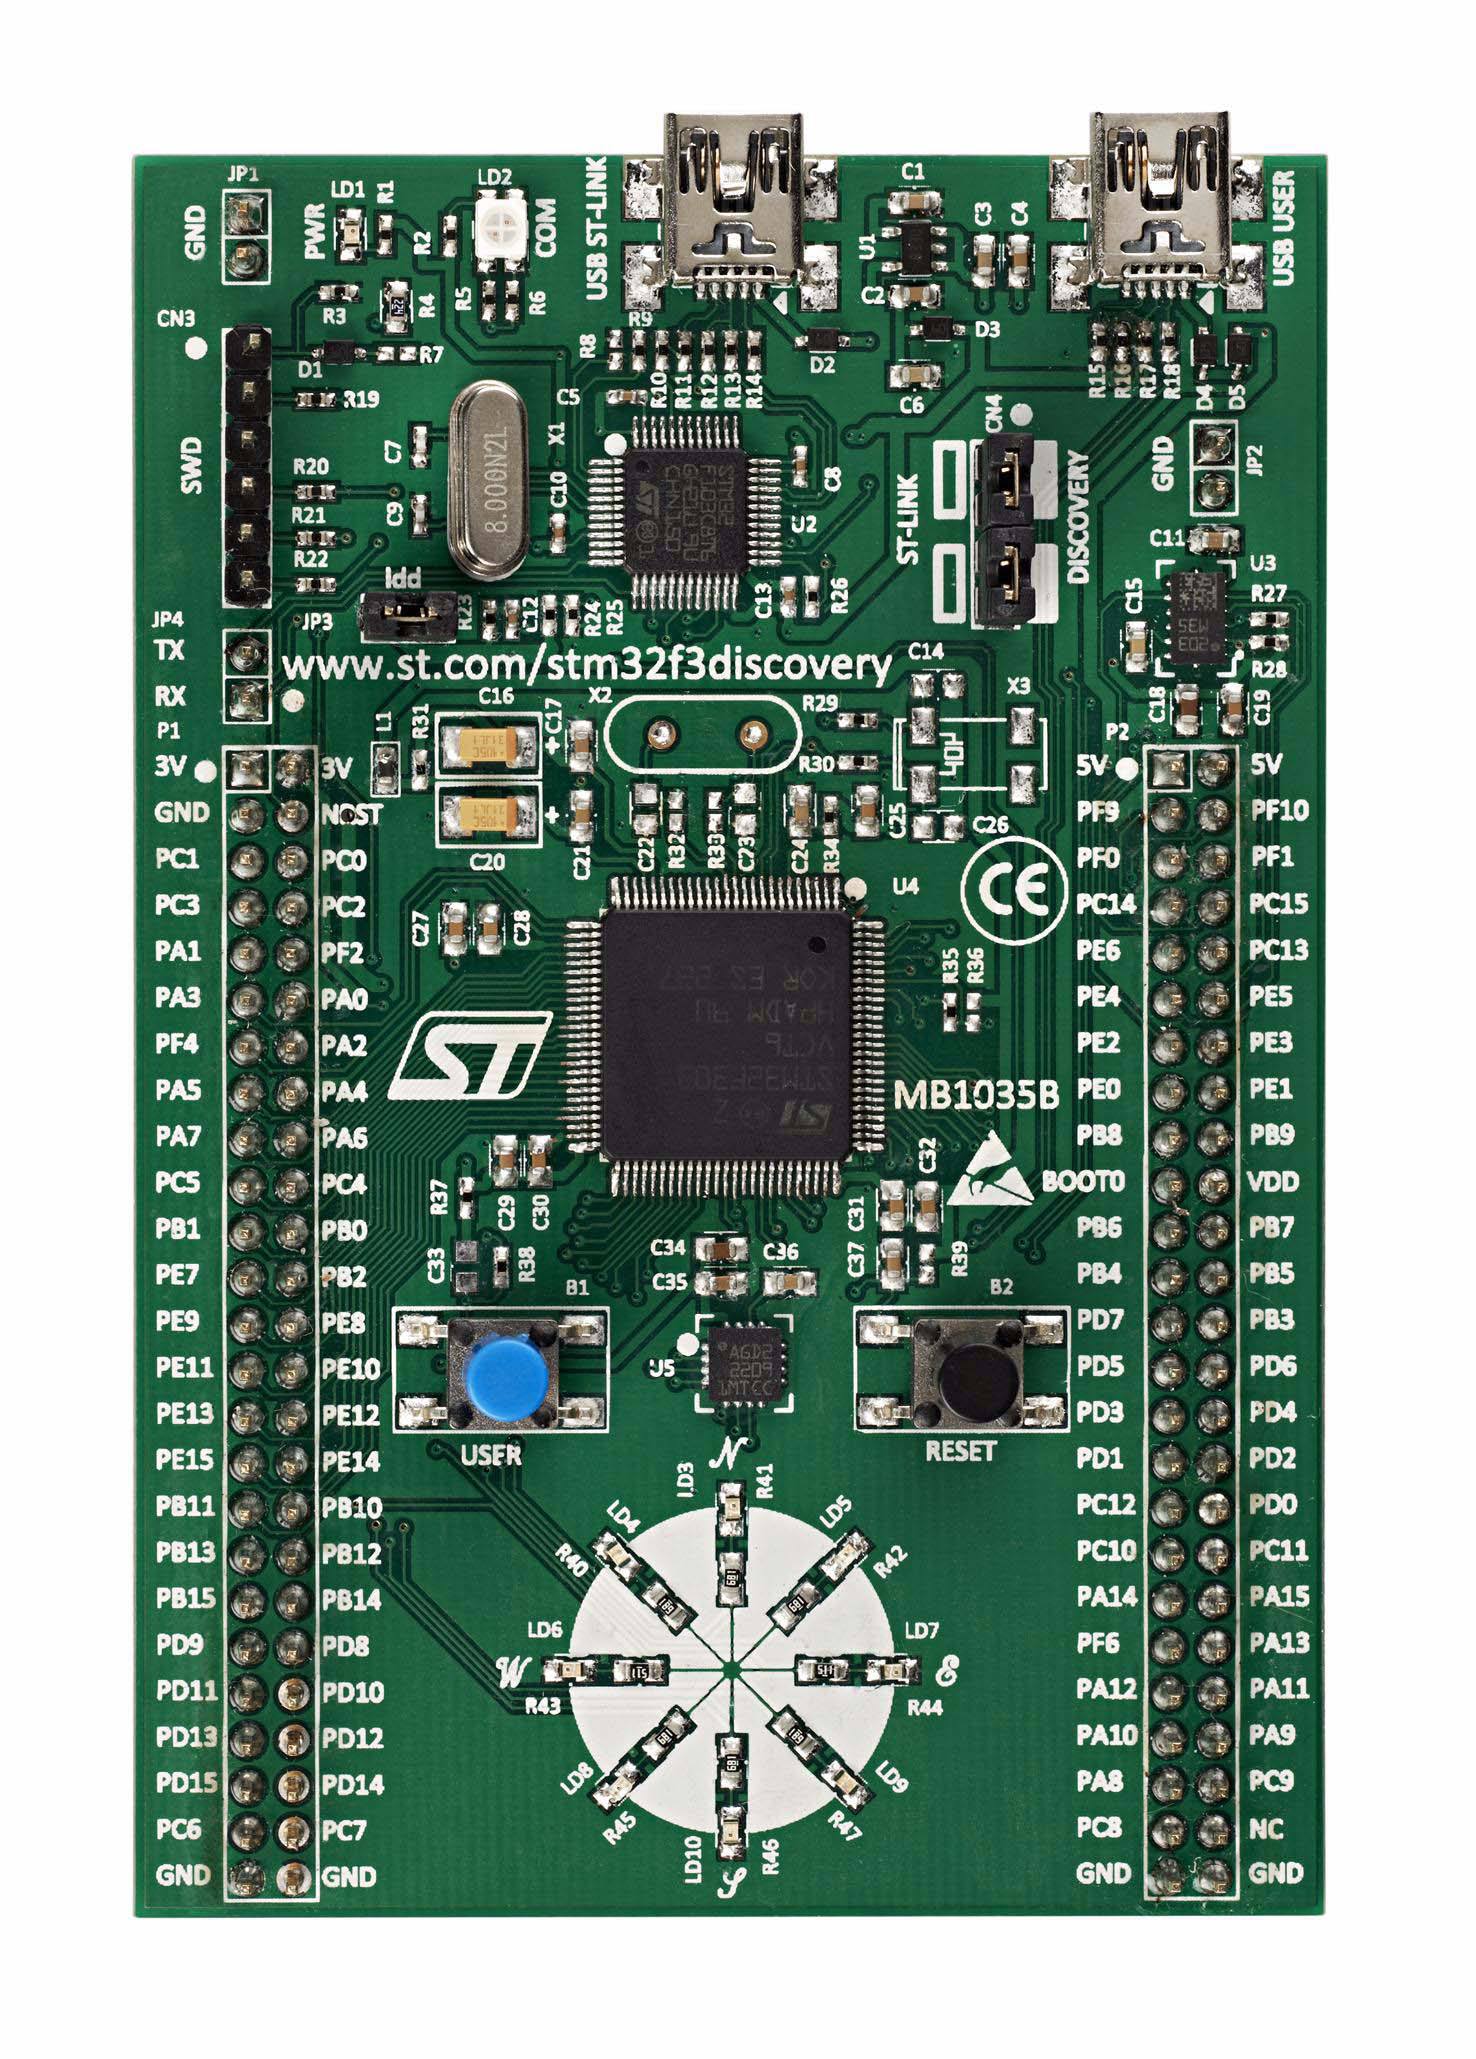 JP1
GND
PWR
LD1
R1
R2
LD2
COM
R3
R4
R5
R6
USB ST-LINK
C1
U1
C2
C3
C4
D3
C6
USB USER
CN3
D1
R7
R19
SWD
R20
R21
R22
C7
C9
8.000N2L
X1
R8
R9
R10
R11
R12
R13
R14
D2
C5
C10
C8
U2
STM32
C13
R26
R15
R16
R17
R18
D4
D5
CN4
ST-LINK
DISCOVERY
GND
JP2
C11
U3
C15
R27
R28
C18
C19
Idd
JP3
R23
C12
R24
R25
JP4
TX
RX
www.st.com/stm32f3discovery
P1
L1
R31
C16
C17
C20
C21
X2
R29
R30
C14
X3
C22
R32
R33
C23
C24
R34
C25
C26
P2
3V 3V
GND NRST
PC1 PC0
PC3 PC2
PA1 PF2
PA3 PA0
PF4 PA2
PA5 PA4
PA7 PA6
PC5 PC4
PB1 PB0
PE7 PB2
PE9 PE8
PE11 PE10
PE13 PE12
PE15 PE14
PB11 PB10
PB13 PB12
PB15 PB14
PD9 PD8
PD11 PD10
PD13 PD12
PD15 PD14
PC6 PC7
GND GND
C27
C28
ST
U4
KOR ES
HPADM 9U
VCT6
STM32F30
CE
R35
R36
MB1035B
R37
C29
C30
C33
R38
C31
C32
C34
C35
C36
C37
R39
B1
USER
U5
AGD2
2209
B2
RESET
N
LD3
R41
LD4
R40
LD5
R42
LD6
W
R43
LD7
E
R44
LD8
R45
LD9
R47
LD10
R46
S
5V 5V
PF9 PF10
PF0 PF1
PC14 PC15
PE6 PC13
PE4 PE5
PE2 PE3
PE0 PE1
PB8 PB9
BOOT0 VDD
PB6 PB7
PB4 PB5
PD7 PB3
PD5 PD6
PD3 PD4
PD1 PD2
PC12 PD0
PC10 PC11
PA14 PA15
PF6 PA13
PA12 PA11
PA10 PA9
PA8 PC9
PC8 NC
GND GND